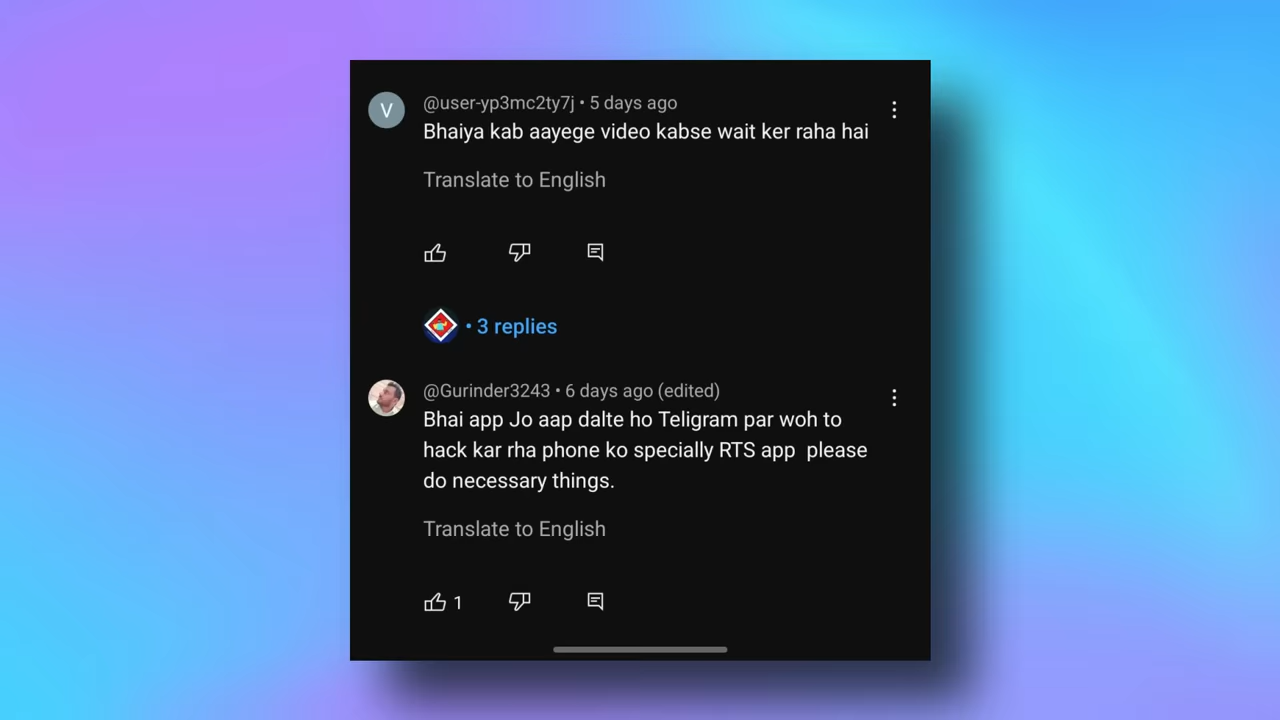 V
@user-yp3mc2ty7j • 5 days ago
Bhaiya kab aayege video kabse wait ker raha hai
Translate to English
• 3 replies
@Gurinder3243 • 6 days ago (edited)
Bhai app Jo aap dalte ho Teligram par woh to
hack kar rha phone ko specially RTS app  please
do necessary things.
Translate to English
1